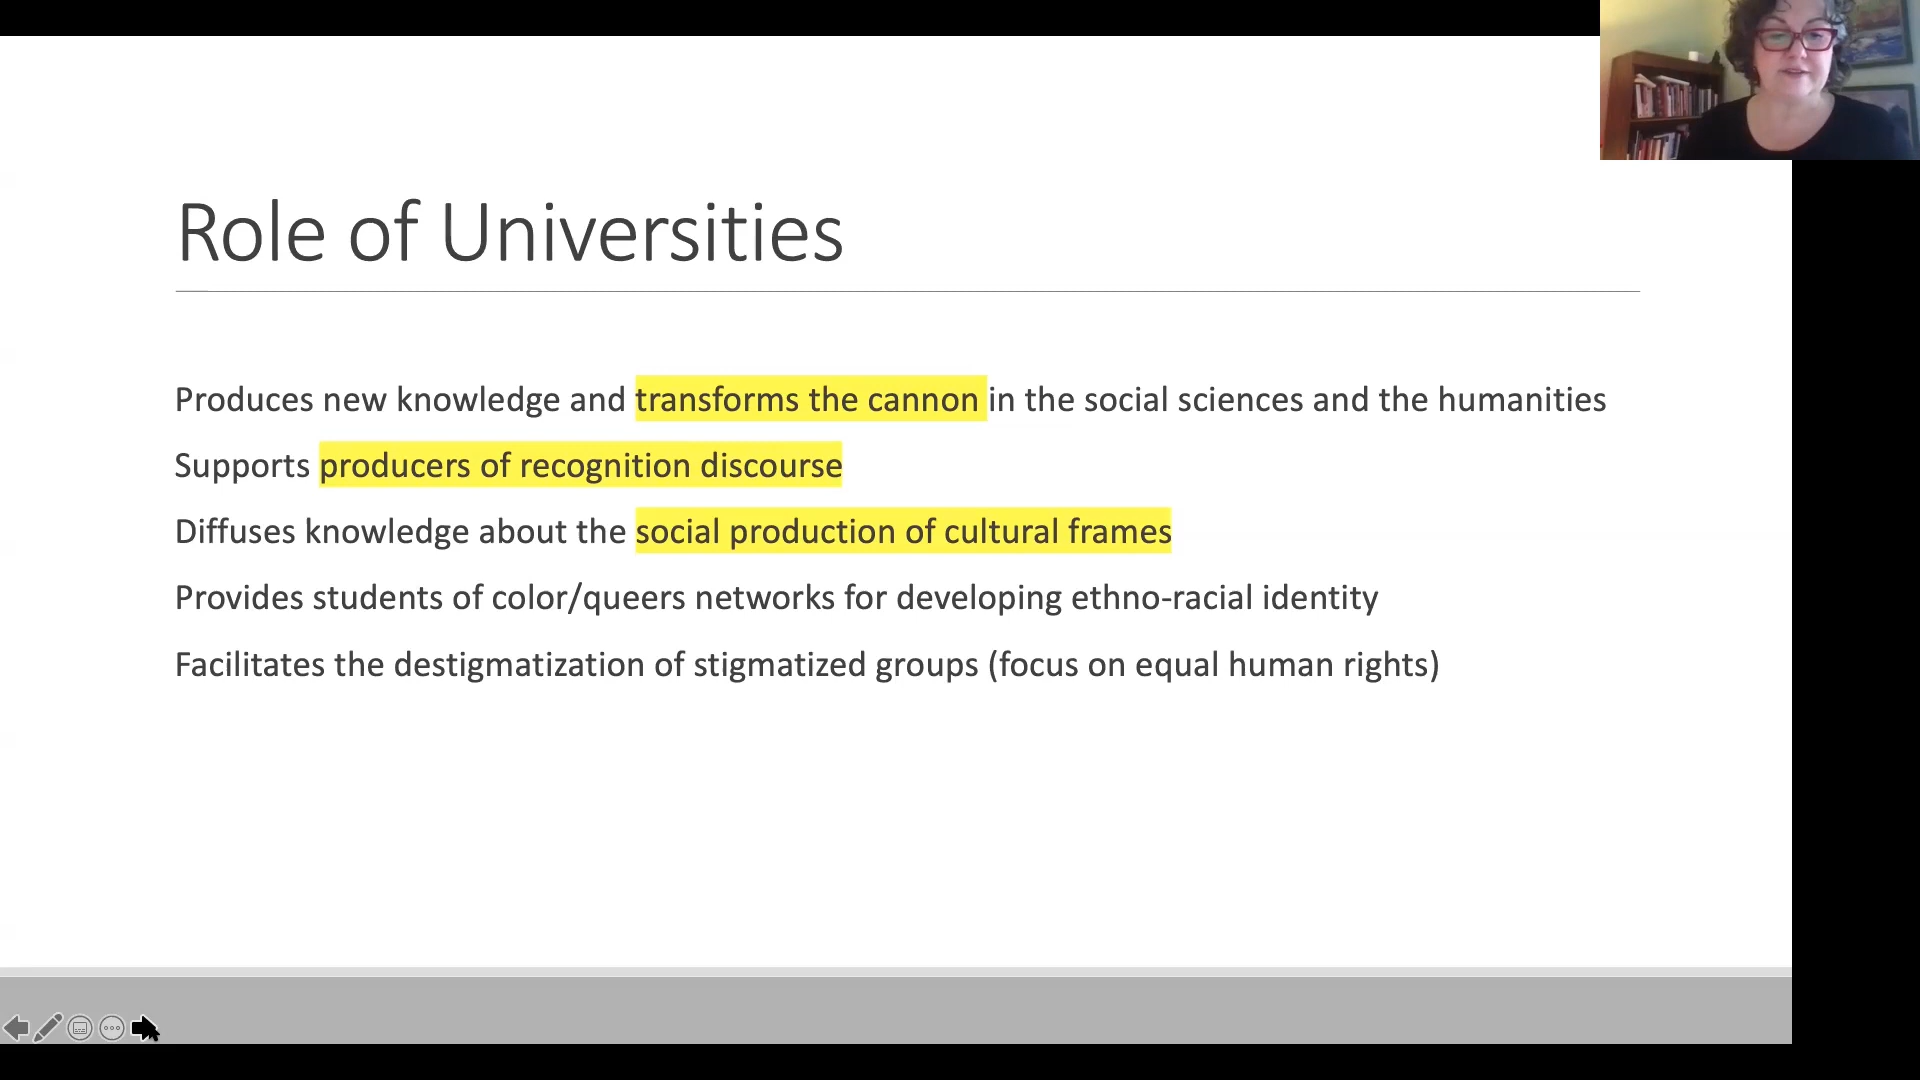 Role of Universities
Produces new knowledge and transforms the cannon in the social sciences and the humanities
Supports producers of recognition discourse
Diffuses knowledge about the social production of cultural frames
Provides students of color/queers networks for developing ethno-racial identity
Facilitates the destigmatization of stigmatized groups (focus on equal human rights)